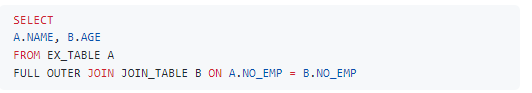 SELECT
A.NAME, B.AGE
FROM EX_TABLE A
FULL OUTER JOIN JOIN_TABLE B ON A.NO_EMP = B.NO_EMP